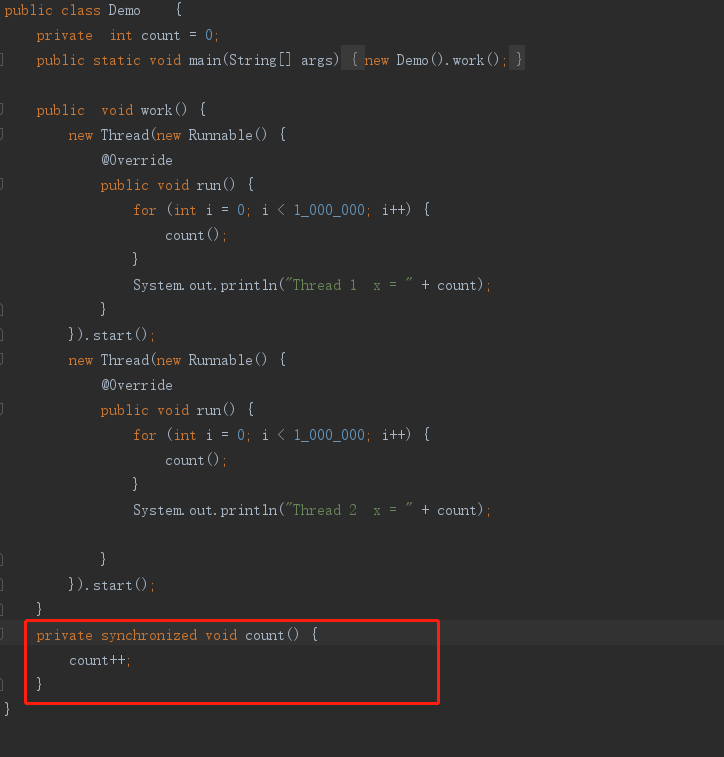 public class Demo    {
    private  int count = 0;
    public static void main(String[] args) { new Demo().work(); }
    public  void work() {
        new Thread(new Runnable() {
            @Override
            public void run() {
                for (int i = 0; i < 1_000_000; i++) {
                    count();
                }
                System.out.println("Thread 1  x = " + count);
            }
        }).start();
        new Thread(new Runnable() {
            @Override
            public void run() {
                for (int i = 0; i < 1_000_000; i++) {
                    count();
                }
                System.out.println("Thread 2  x = " + count);
            }
        }).start();
    }
    private synchronized void count() {
        count++;
    }
}